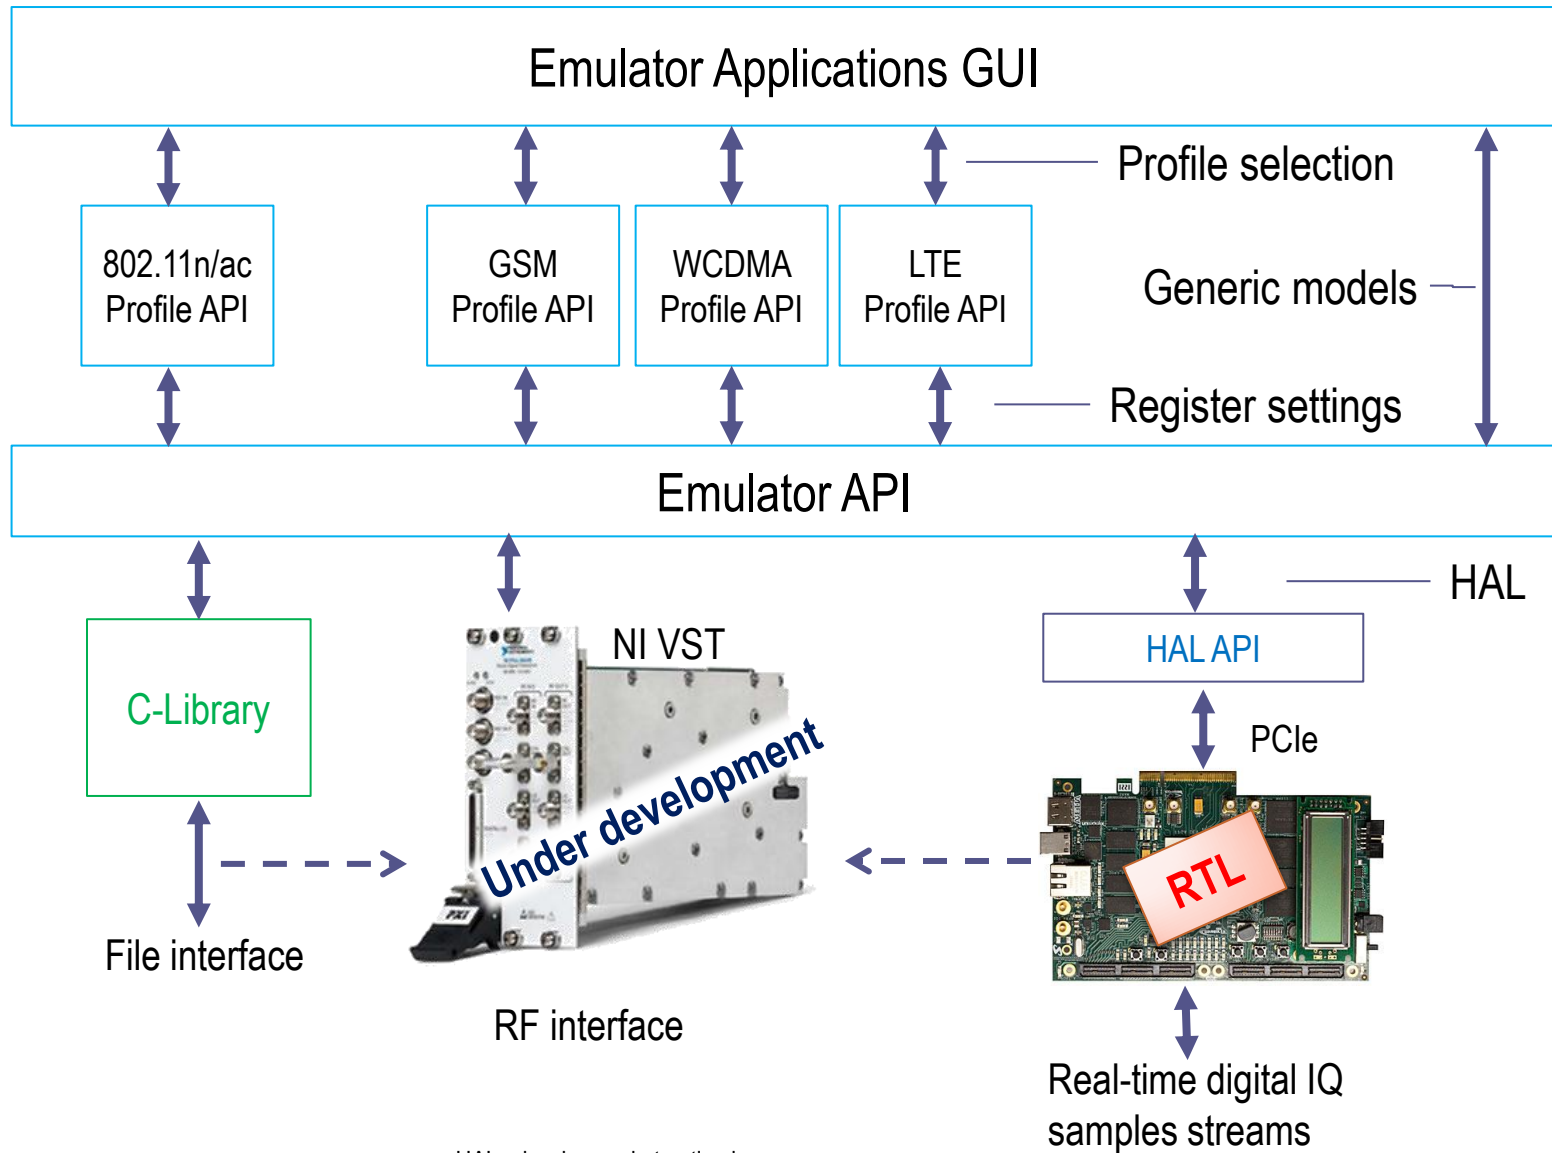 Emulator Applications GUI
Profile selection
802.11n/ac
Profile API
GSM
Profile API
WCDMA
Profile API
LTE
Profile API
Generic models
Register settings
Emulator API
HAL
C-Library
NI VST
HAL API
PCIe
Under development
RTL
PXI
File interface
RF interface
Real-time digital IQ
samples streams